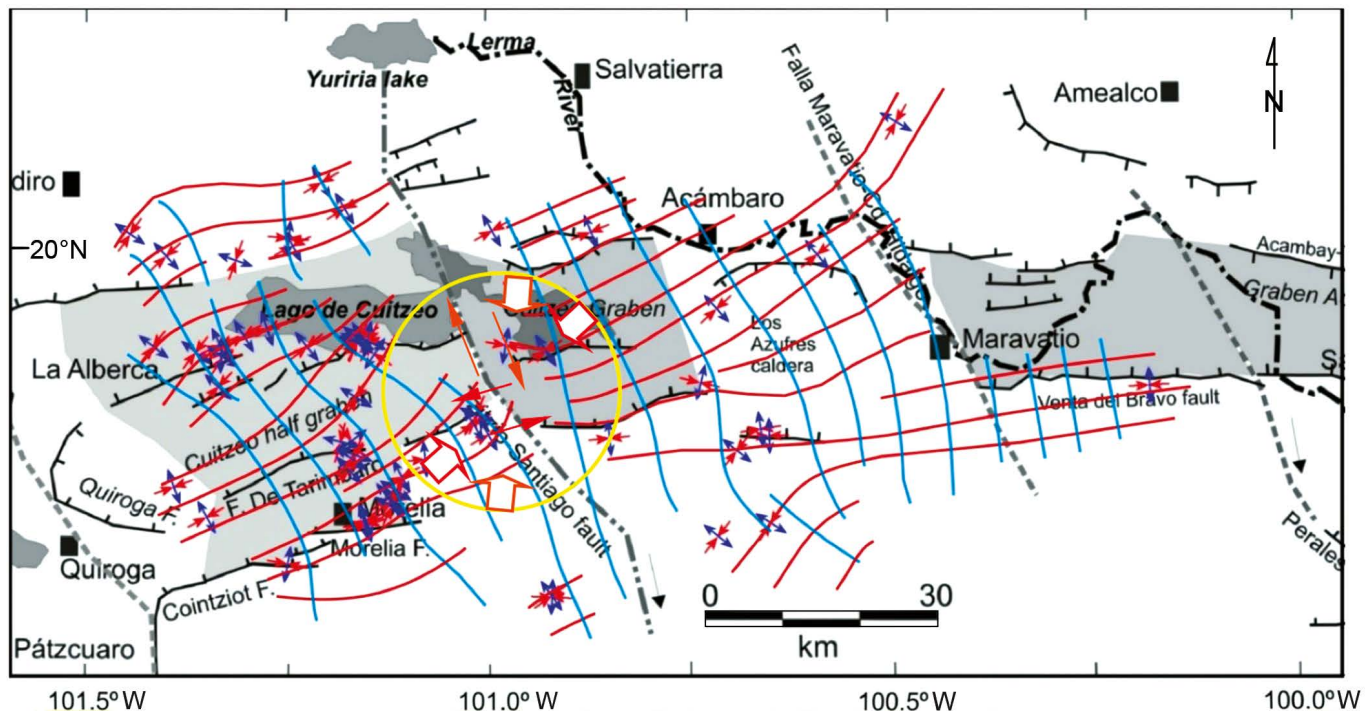 Lerma
Yuriria lake
River
Salvatierra
Falla Maravatio-
Amealco
N
diro
Acámbaro
20°N
Acambay-
Graben A
Lago de Cuitzeo
Graben
Los
Azufres
caldera
Maravatio
La Alberca
Venta del Bravo fault
Cuitzeo half graben
Santiago fault
F. De Tarimbaro
Quiroga F.
Morelia
Morelia F.
Quiroga
Cointziot F.
Perales
0 30
km
Pátzcuaro
101.5° W
101.0° W
100.5° W
100.0° W